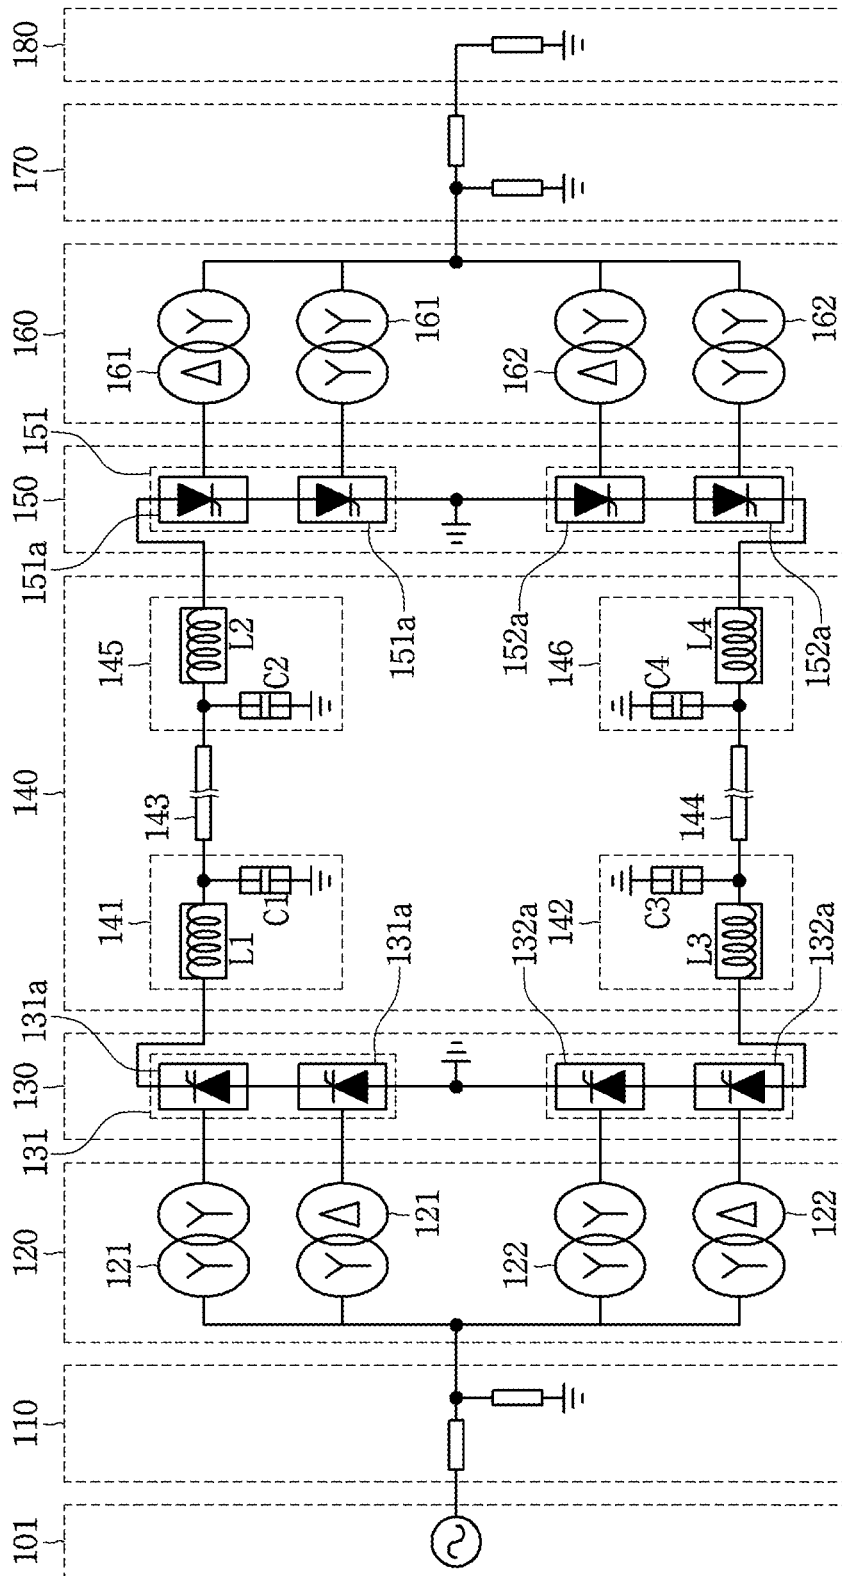 101 110 120 130 140 150 160 170 180
131 131a 151a 151
121 141 143 145 161
Y Y Δ Y
L1 L2
C1 C2
Y Δ Y Y
121 131a 151a 161
122 132a 152a 162
142 146
Y Y Δ Y
C3 C4
L3 144 L4
Y Δ Y Y
122 132a 152a 162